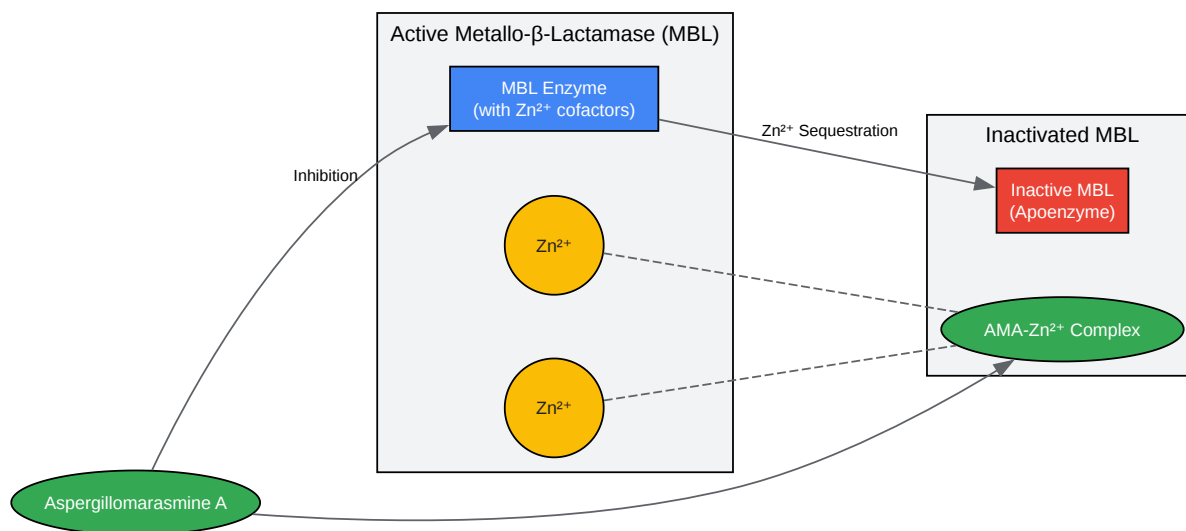 Active Metallo-β-Lactamase (MBL)
MBL Enzyme
(with Zn²⁺ cofactors)
Zn²⁺ Sequestration
Inactivated MBL
Inhibition
Inactive MBL
(Apoenzyme)
Zn²⁺
AMA-Zn²⁺ Complex
Zn²⁺
Aspergillomarasmine A